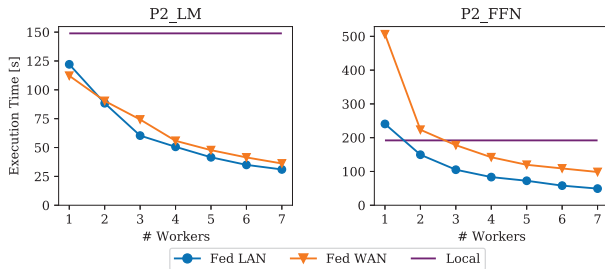 P2_LM
P2_FFN
Execution Time [s]
150
125
100
75
50
25
0
500
400
300
200
100
0
1 2 3 4 5 6 7
1 2 3 4 5 6 7
# Workers
# Workers
Fed LAN Fed WAN Local